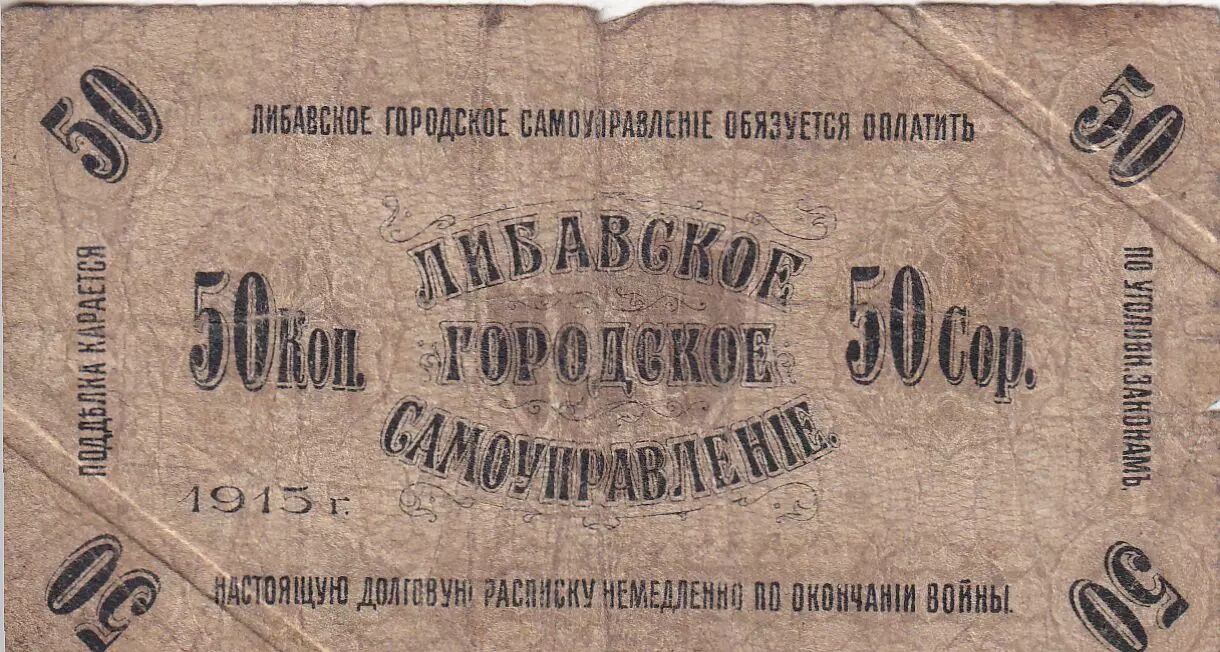 50
50
ЛИБАВСКОЕ ГОРОДСКОЕ САМОУПРАВЛЕНІЕ ОБЯЗУЕТСЯ ОПЛАТИТЬ
ЛИБАВСКОЕ
ГОРОДСКОЕ
САМОУПРАВЛЕНІЕ.
50 Коп.
50 Сор.
ПОДДѢЛКА КАРАЕТСЯ
ПО УГОЛОВН. ЗАКОНАМЪ.
1915 г.
НАСТОЯЩУЮ ДОЛГОВУЮ РАСПИСКУ НЕМЕДЛЕННО ПО ОКОНЧАНІИ ВОЙНЫ.
50
50